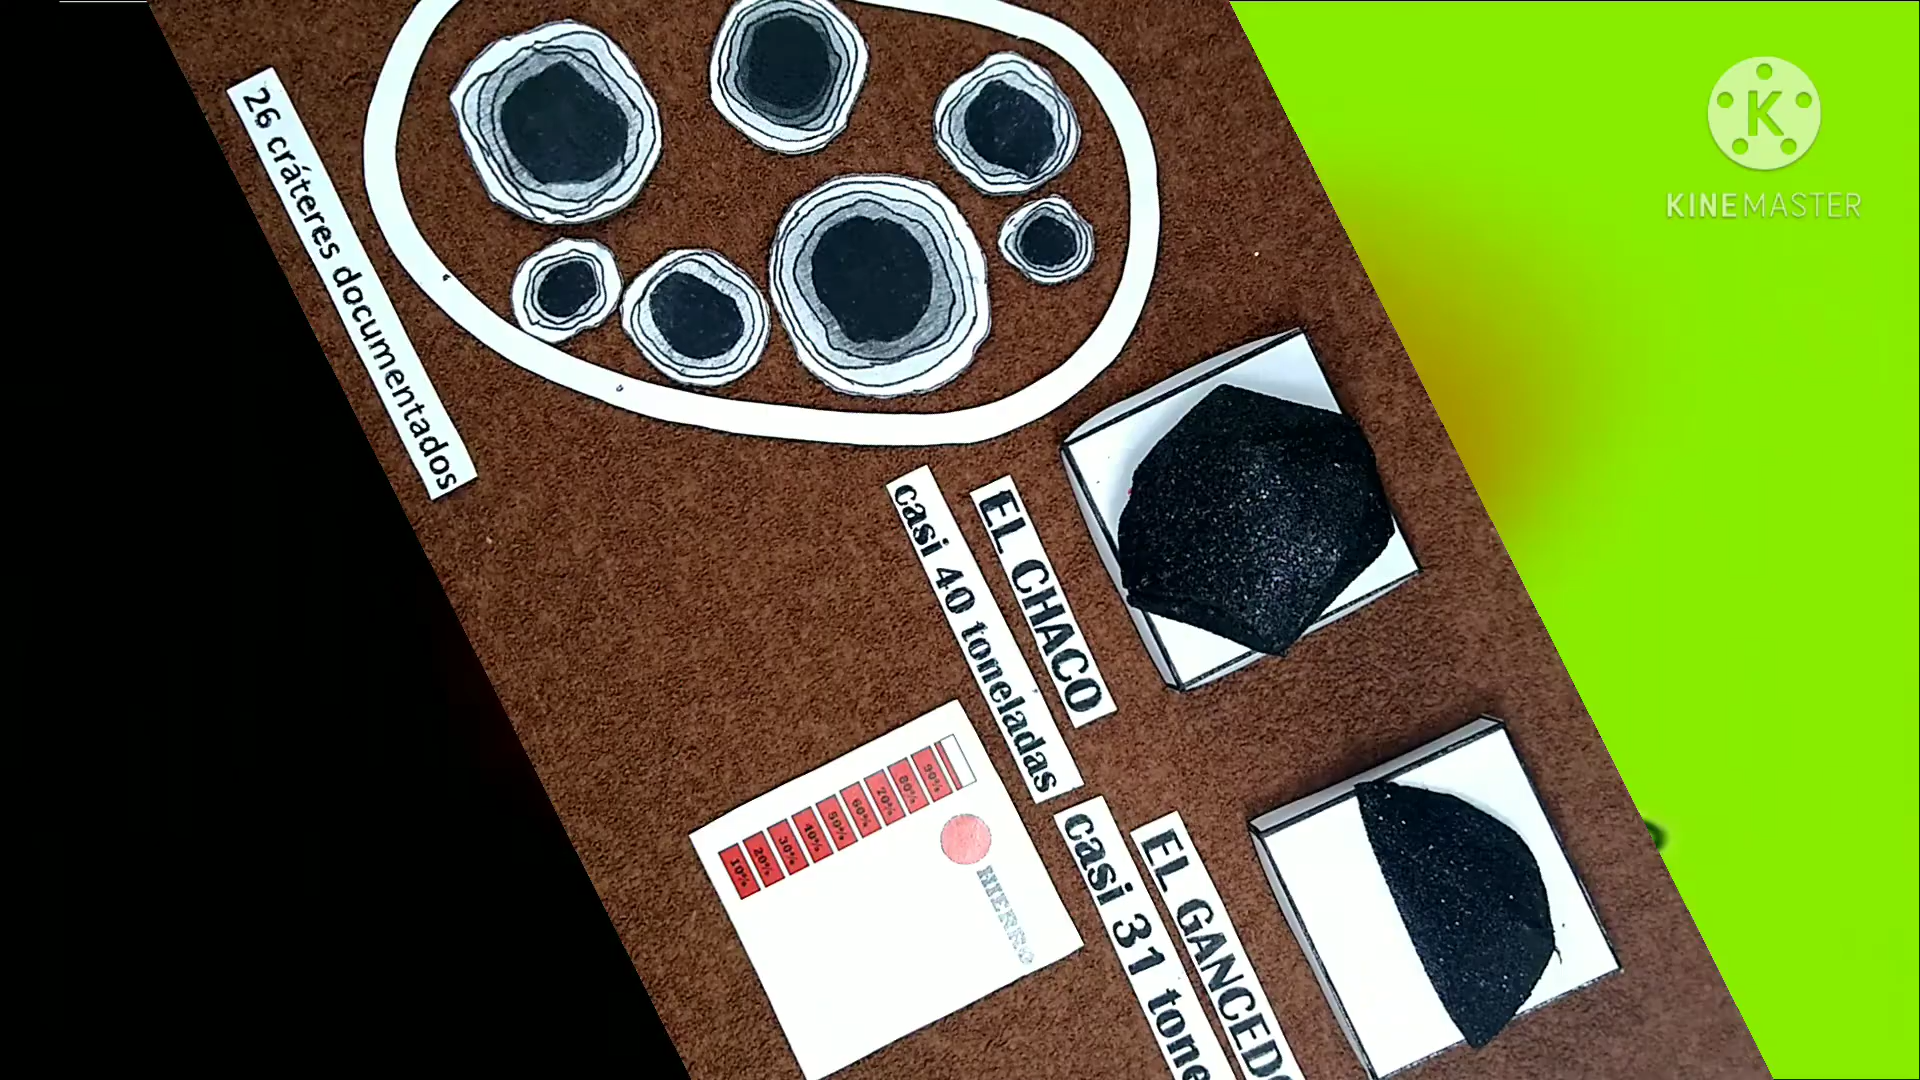 K
KINEMASTER
26 cráteres documentados
EL CHACO
casi 40 toneladas
EL GANCEDO
casi 31 tone
HIERRO
10%
20%
30%
40%
50%
60%
70%
80%
90%